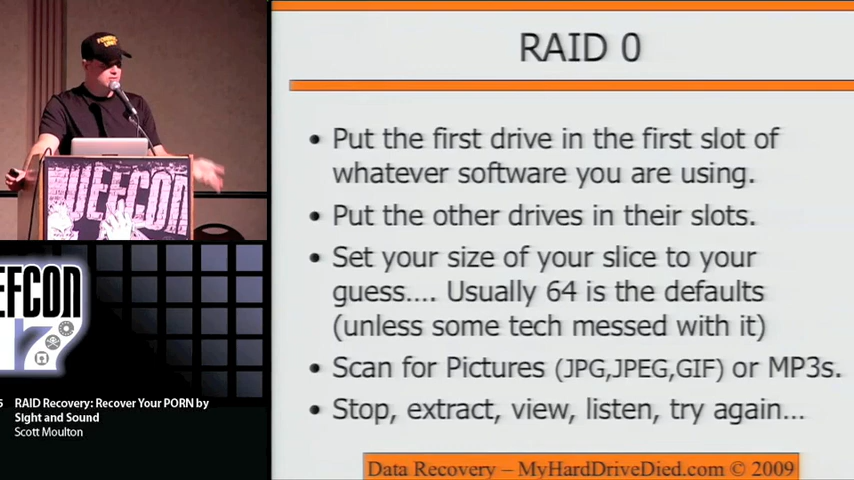 RAID 0
• Put the first drive in the first slot of
whatever software you are using.
• Put the other drives in their slots.
• Set your size of your slice to your
guess.... Usually 64 is the defaults
(unless some tech messed with it)
• Scan for Pictures (JPG,JPEG,GIF) or MP3s.
• Stop, extract, view, listen, try again...
Data Recovery – MyHardDriveDied.com © 2009
DEFCON
EFCON
17
RAID Recovery: Recover Your PORN by
Sight and Sound
Scott Moulton